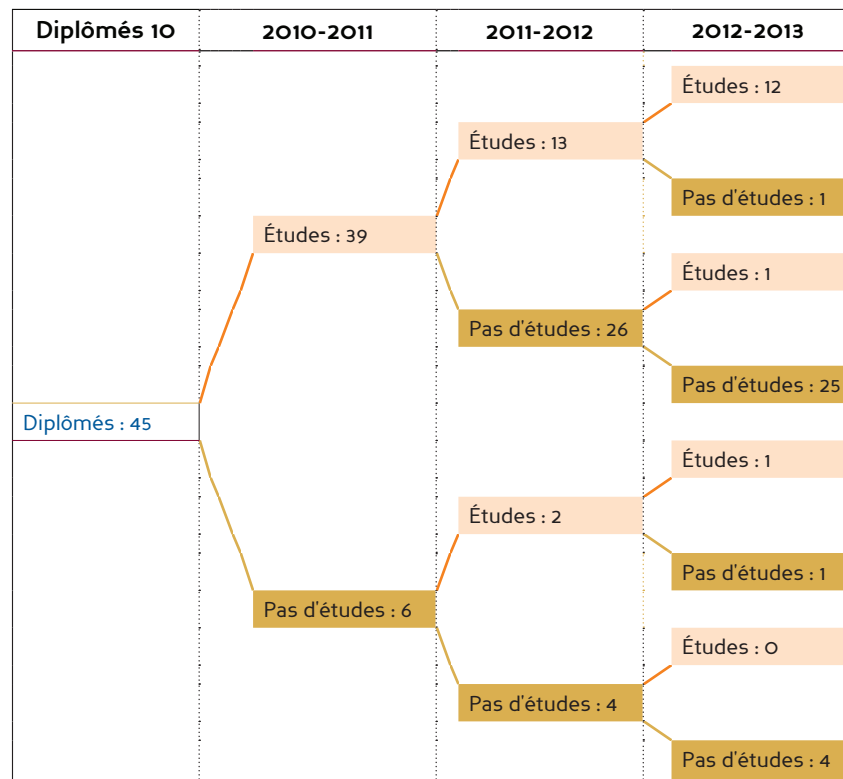 Diplômés 10 2010-2011 2011-2012 2012-2013
Études : 12
Études : 13
Pas d'études : 1
Études : 39
Études : 1
Pas d'études : 26
Pas d'études : 25
Diplômés : 45
Études : 1
Études : 2
Pas d'études : 1
Pas d'études : 6
Études : 0
Pas d'études : 4
Pas d'études : 4